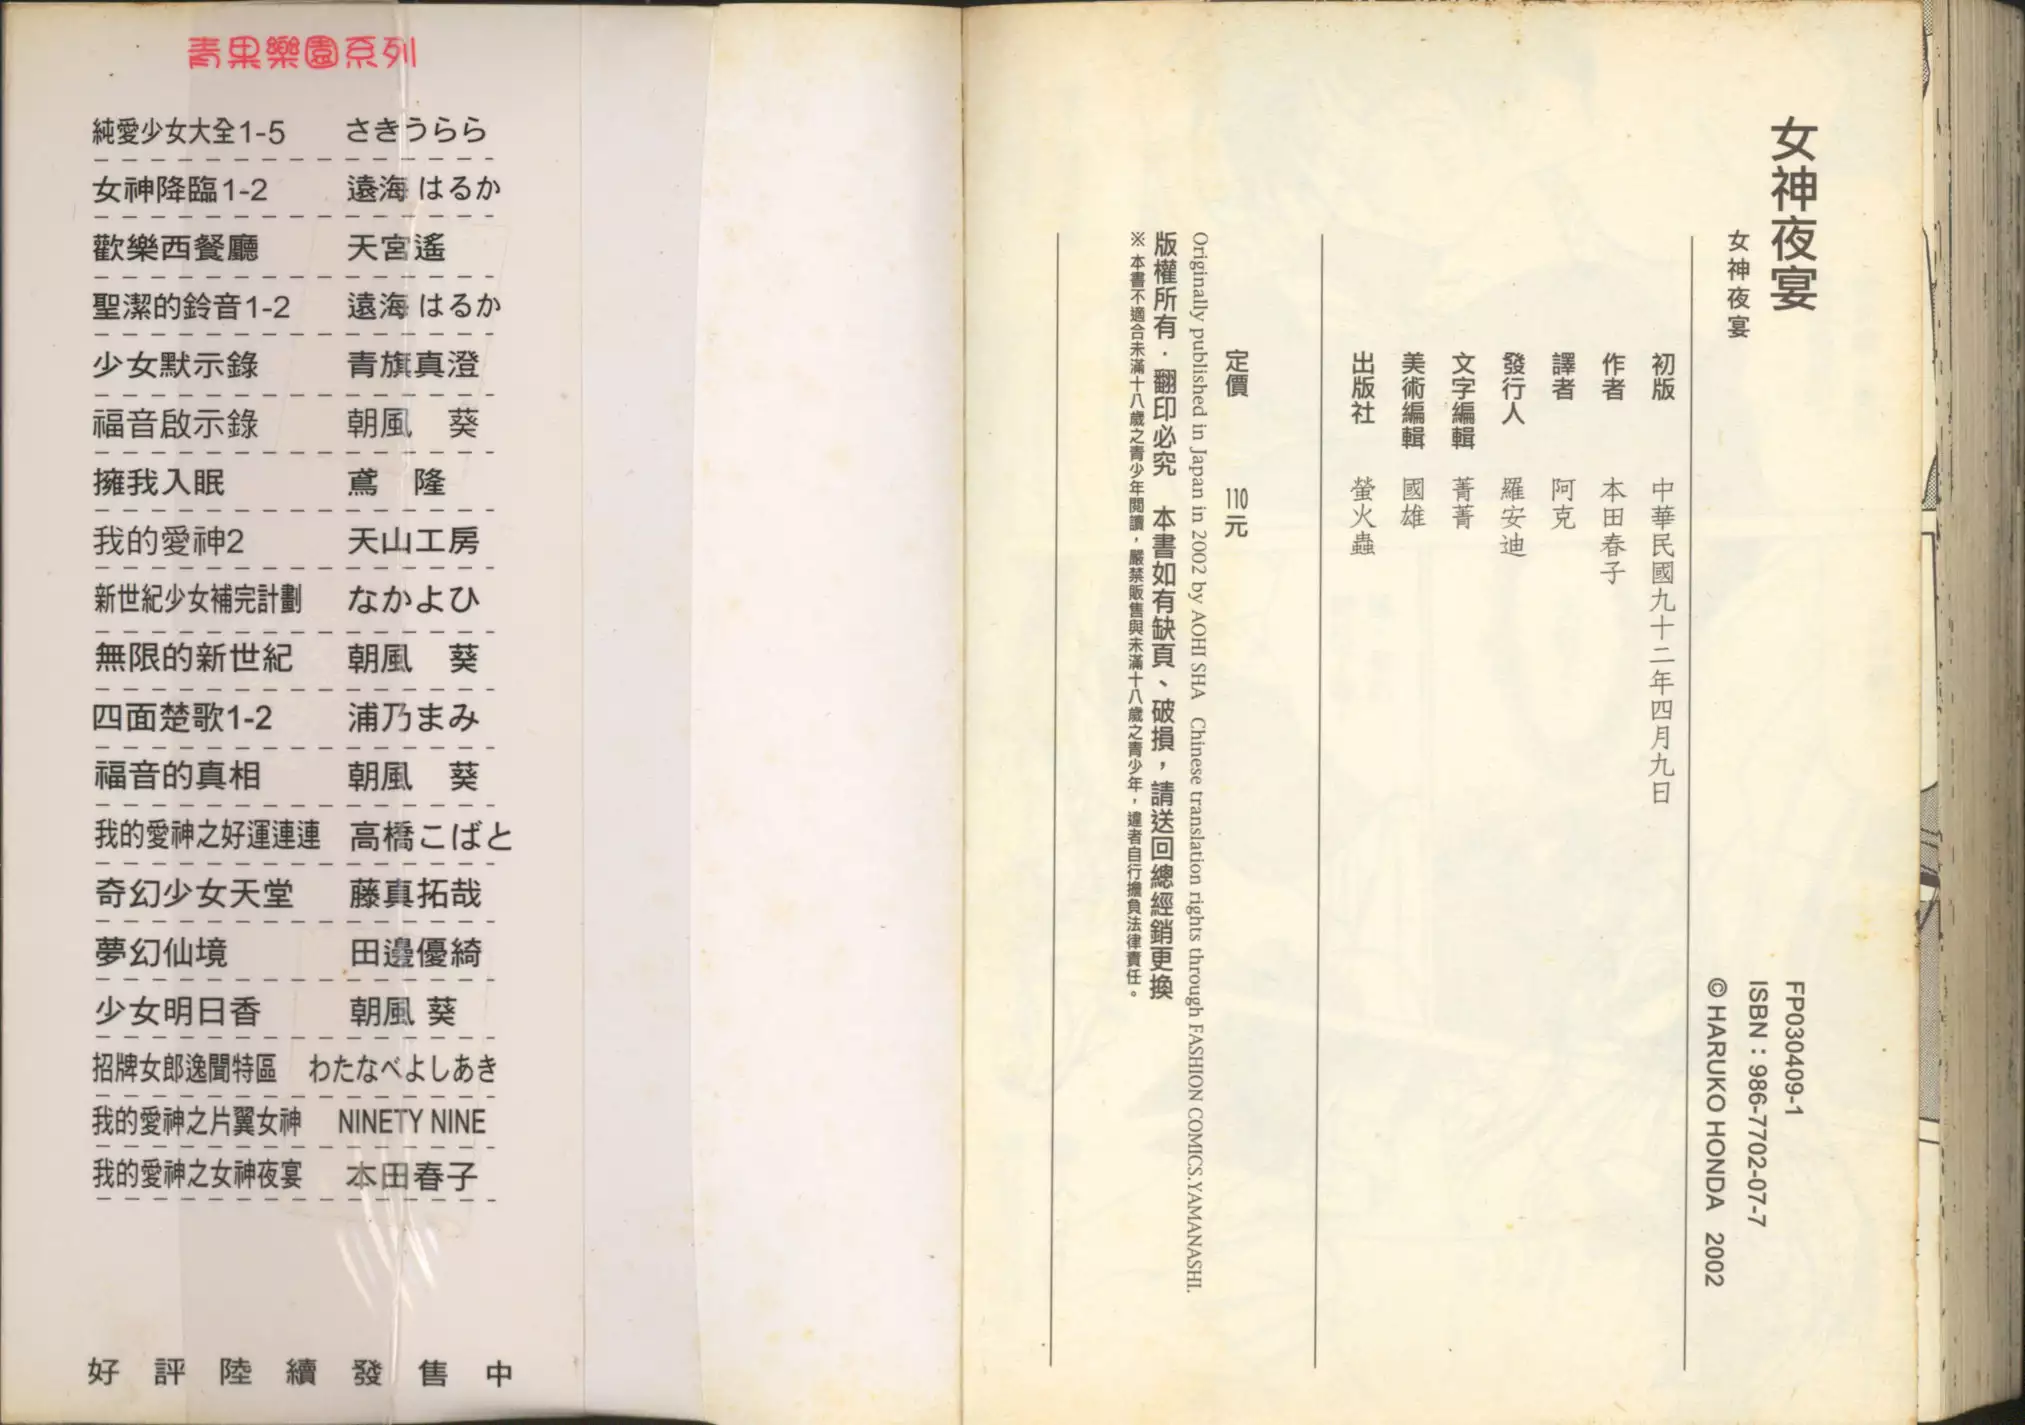 青果樂園系列
純愛少女大全1-5 さきうらら
女神降臨1-2 遠海 はるか
歡樂西餐廳 天宮遙
聖潔的鈴音1-2 遠海 はるか
少女默示錄 青旗真澄
福音啟示錄 朝風 葵
擁我入眠 鳶 隆
我的愛神2 天山工房
新世紀少女補完計劃 なかよひ
無限的新世紀 朝風 葵
四面楚歌1-2 浦乃まみ
福音的真相 朝風 葵
我的愛神之好運連連 高橋こばと
奇幻少女天堂 藤真拓哉
夢幻仙境 田邊優綺
少女明日香 朝風 葵
招牌女郎逸聞特區 わたなべよしあき
我的愛神之片翼女神 NINETY NINE
我的愛神之女神夜宴 本田春子
好評陸續發售中
女神夜宴
FP030409-1
ISBN：986-7702-07-7
女神夜宴
© HARUKO HONDA 2002
初版 中華民國九十二年四月九日
作者 本田春子
譯者 阿克
發行人 羅安迪
文字編輯 菁菁
美術編輯 國雄
出版社 螢火蟲
定價 110元
Originally published in Japan in 2002 by AOHI SHA Chinese translation rights through FASHION COMICS.YAMANASHI.
版權所有．翻印必究 本書如有缺頁、破損，請送回總經銷更換
※本書不適合未滿十八歲之青少年閱讀，嚴禁販售與未滿十八歲之青少年，違者自行擔負法律責任。